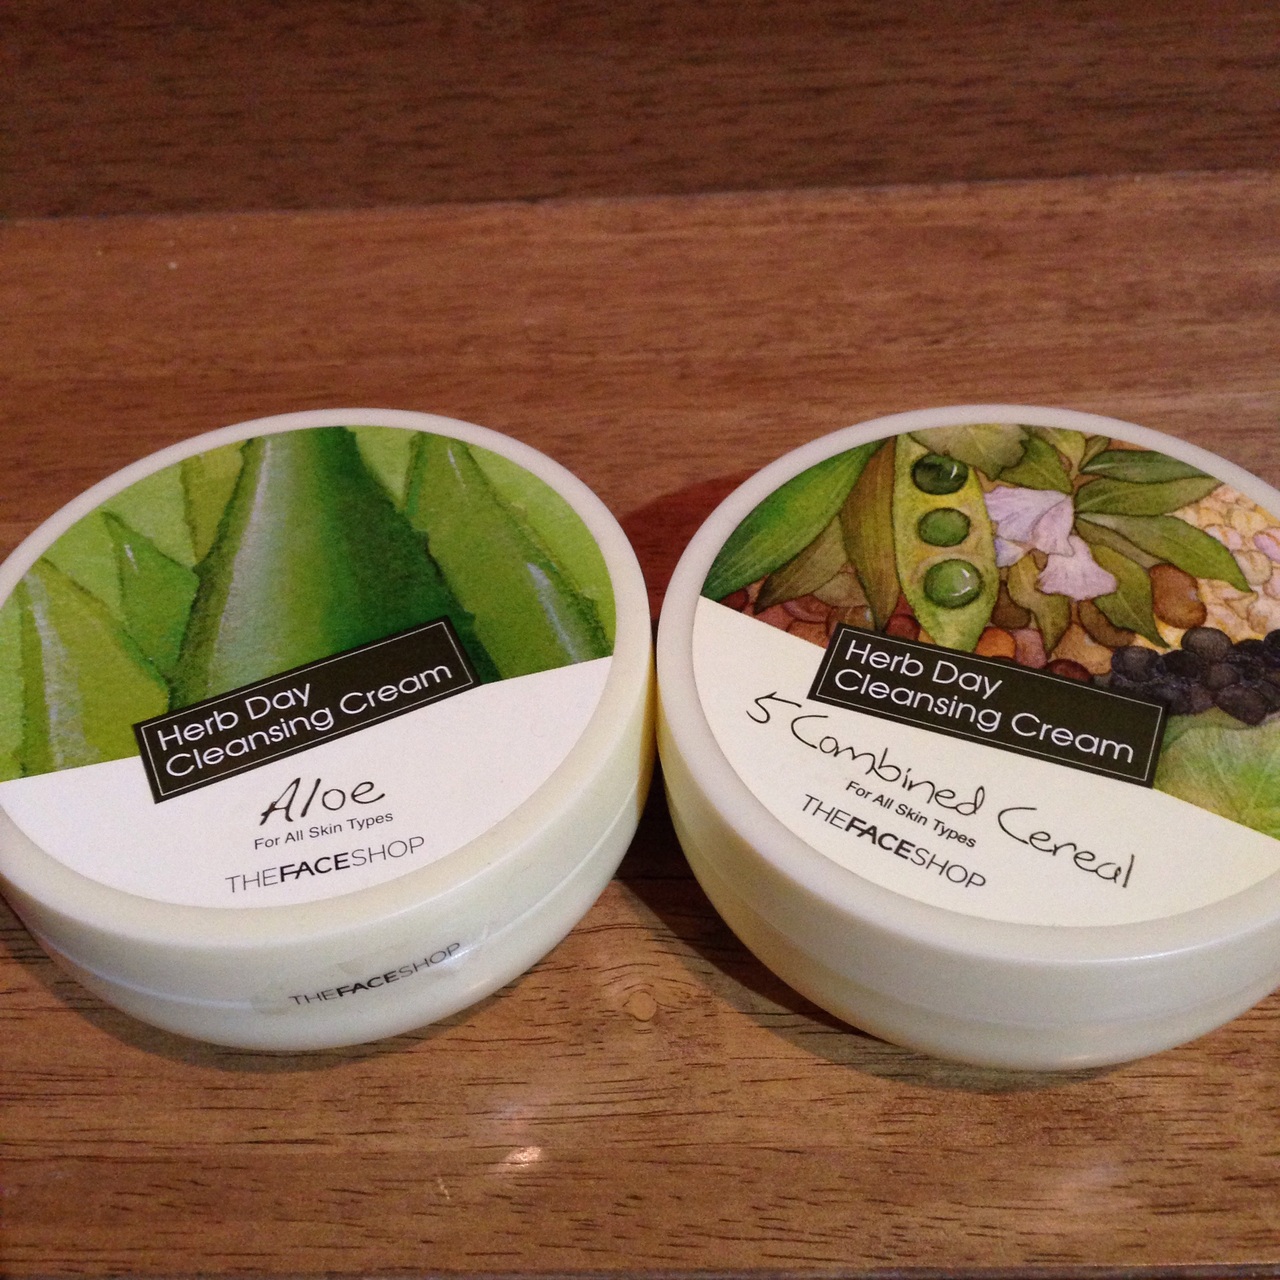 Herb Day
Cleansing Cream
Aloe
For All Skin Types
THEFACESHOP
THEFACESHOP
Herb Day
Cleansing Cream
5 Combined Cereal
For All Skin Types
THEFACESHOP